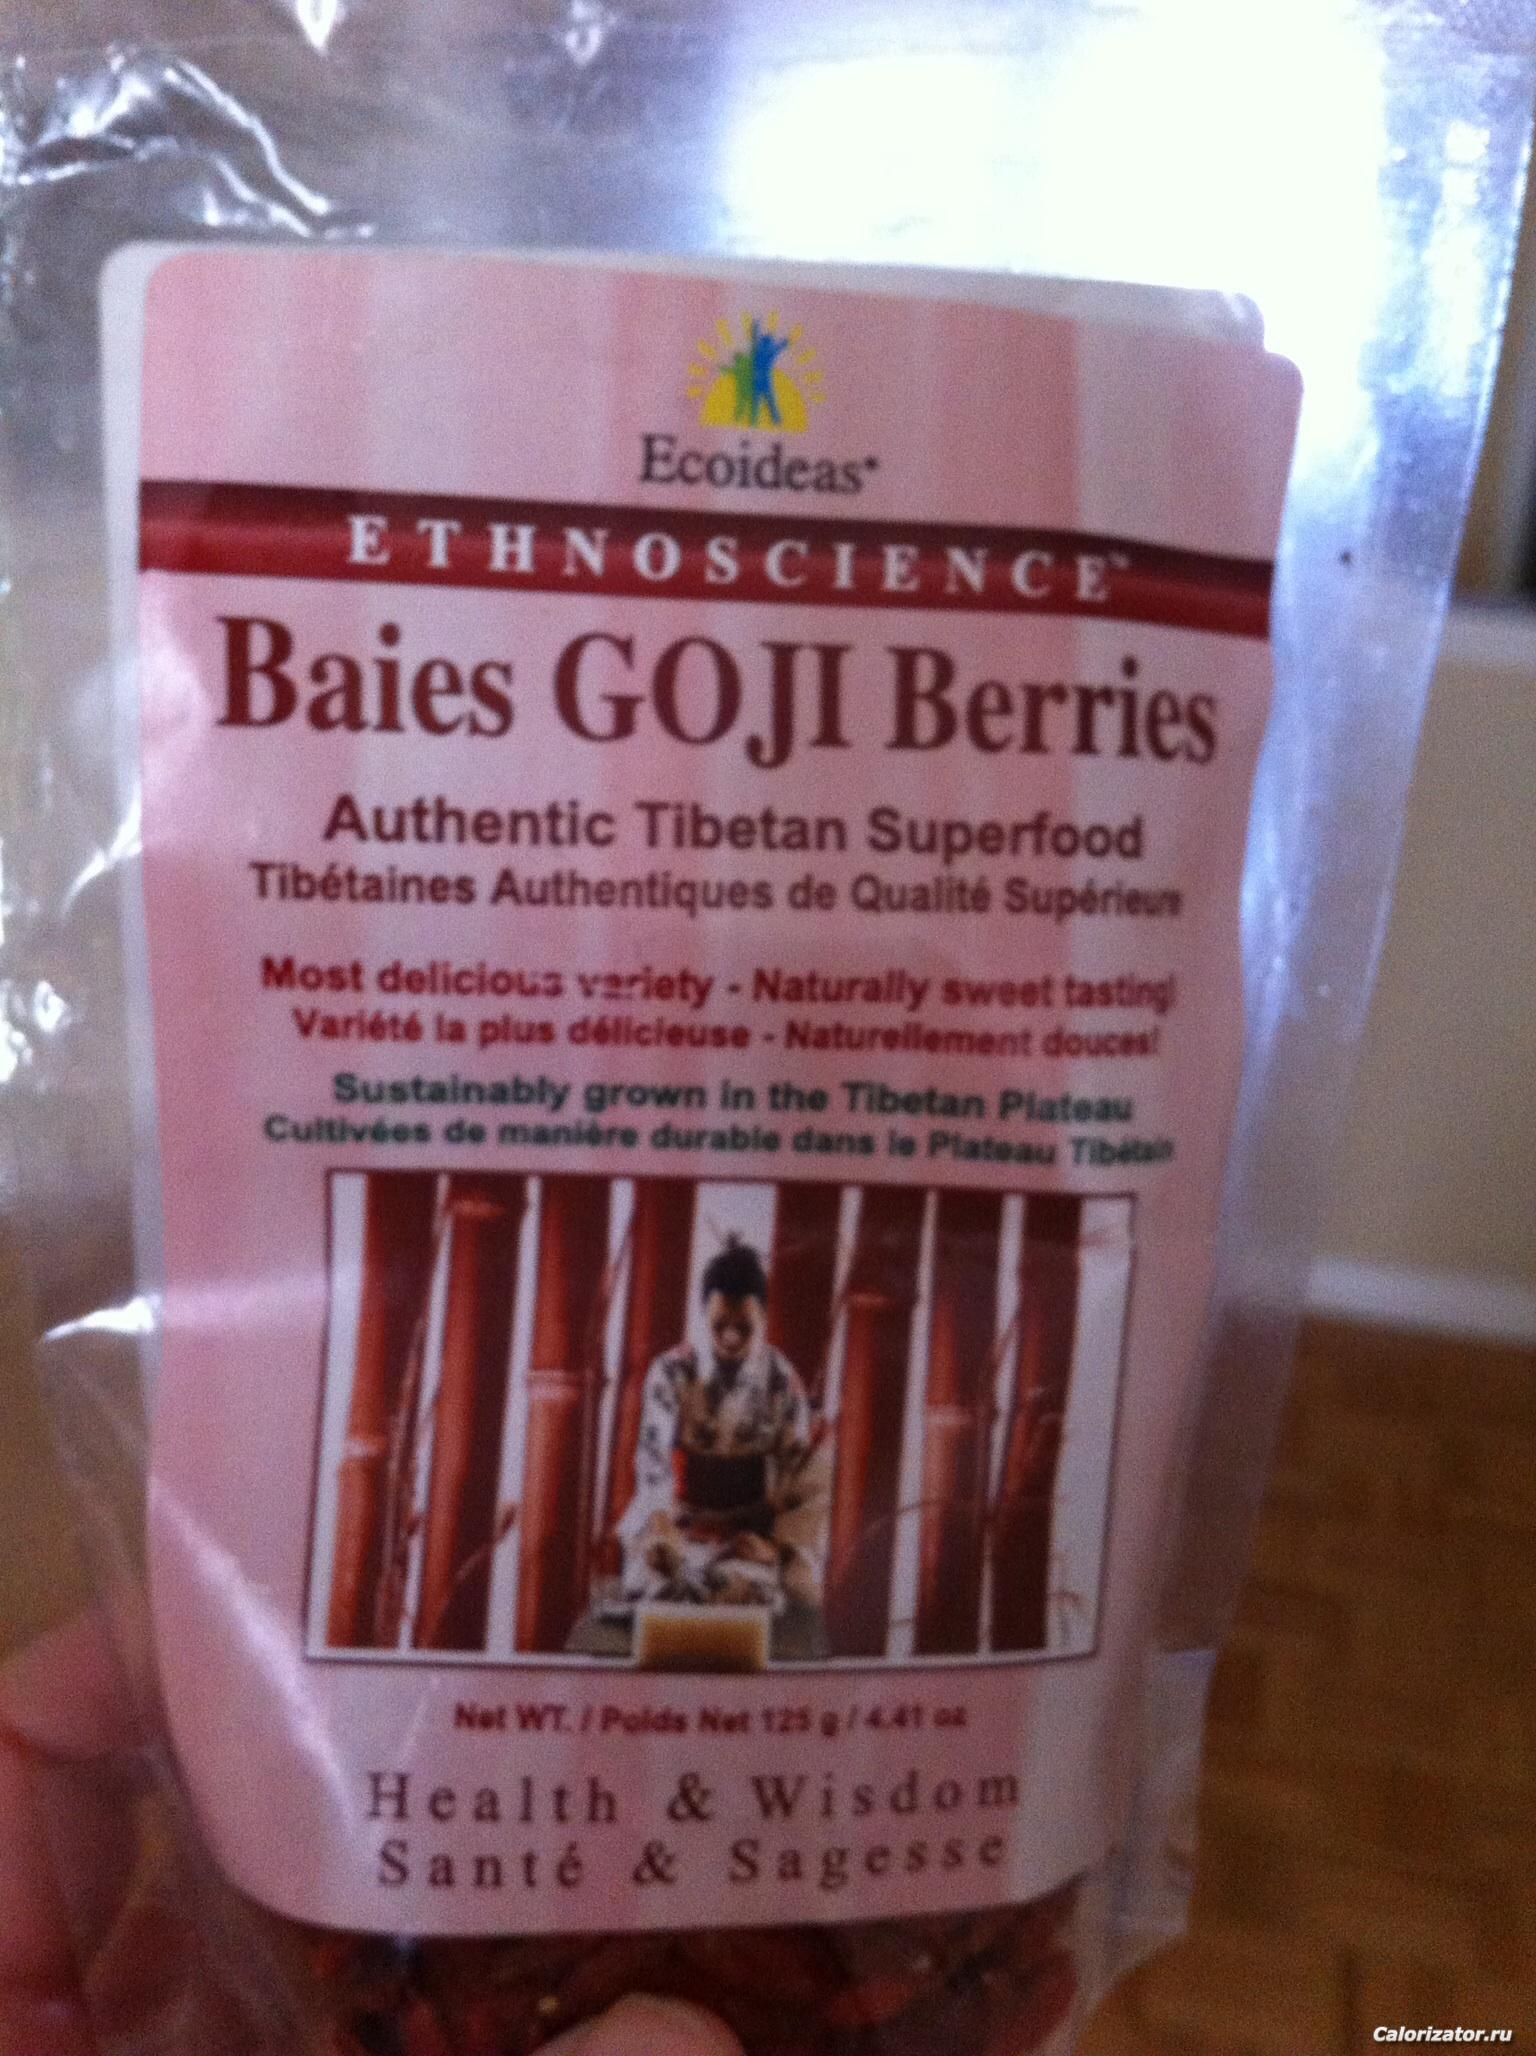 Ecoideas
ETHNOSCIENCE™
Baies GOJI Berries
Authentic Tibetan Superfood
Tibétaines Authentiques de Qualité Supérieure
Most delicious variety - Naturally sweet tasting!
Variété la plus délicieuse - Naturellement douces!
Sustainably grown in the Tibetan Plateau
Cultivées de manière durable dans le Plateau Tibétain
Net WT. / Poids Net 125 g / 4.41 oz
Health & Wisdom
Santé & Sagesse
Calorizator.ru